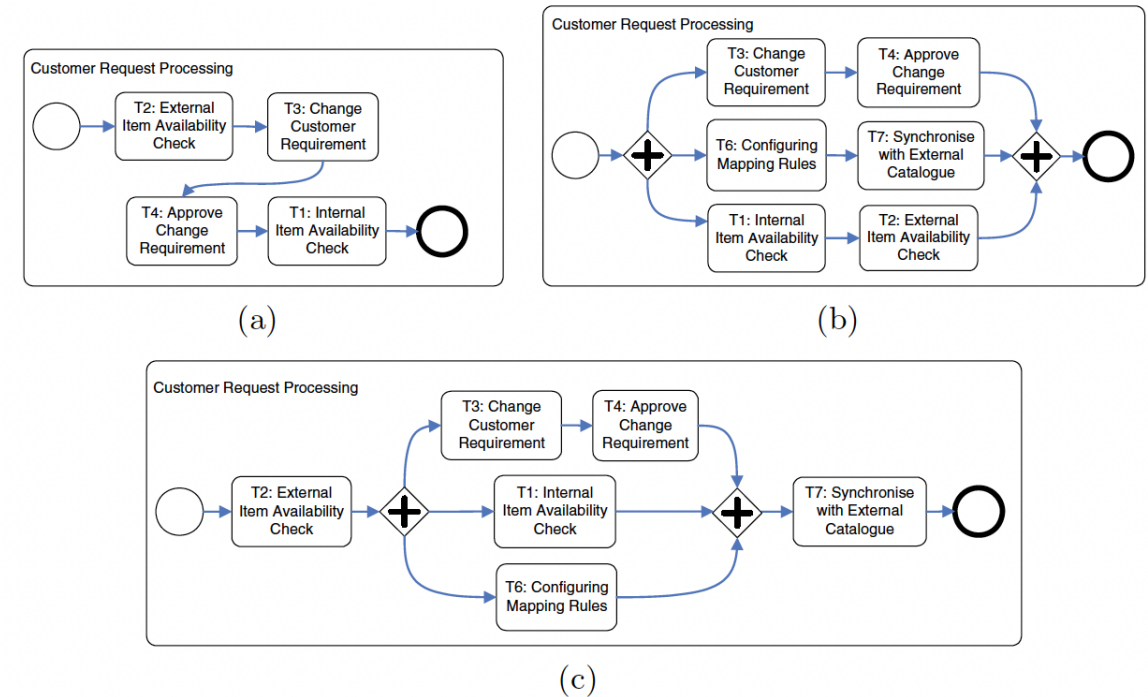 Customer Request Processing
T2: External
Item Availability
Check
T3: Change
Customer
Requirement
T4: Approve
Change
Requirement
T1: Internal
Item Availability
Check
(a)
Customer Request Processing
T3: Change
Customer
Requirement
T4: Approve
Change
Requirement
T6: Configuring
Mapping Rules
T7: Synchronise
with External
Catalogue
T1: Internal
Item Availability
Check
T2: External
Item Availability
Check
(b)
Customer Request Processing
T3: Change
Customer
Requirement
T4: Approve
Change
Requirement
T2: External
Item Availability
Check
T1: Internal
Item Availability
Check
T7: Synchronise
with External
Catalogue
T6: Configuring
Mapping Rules
(c)